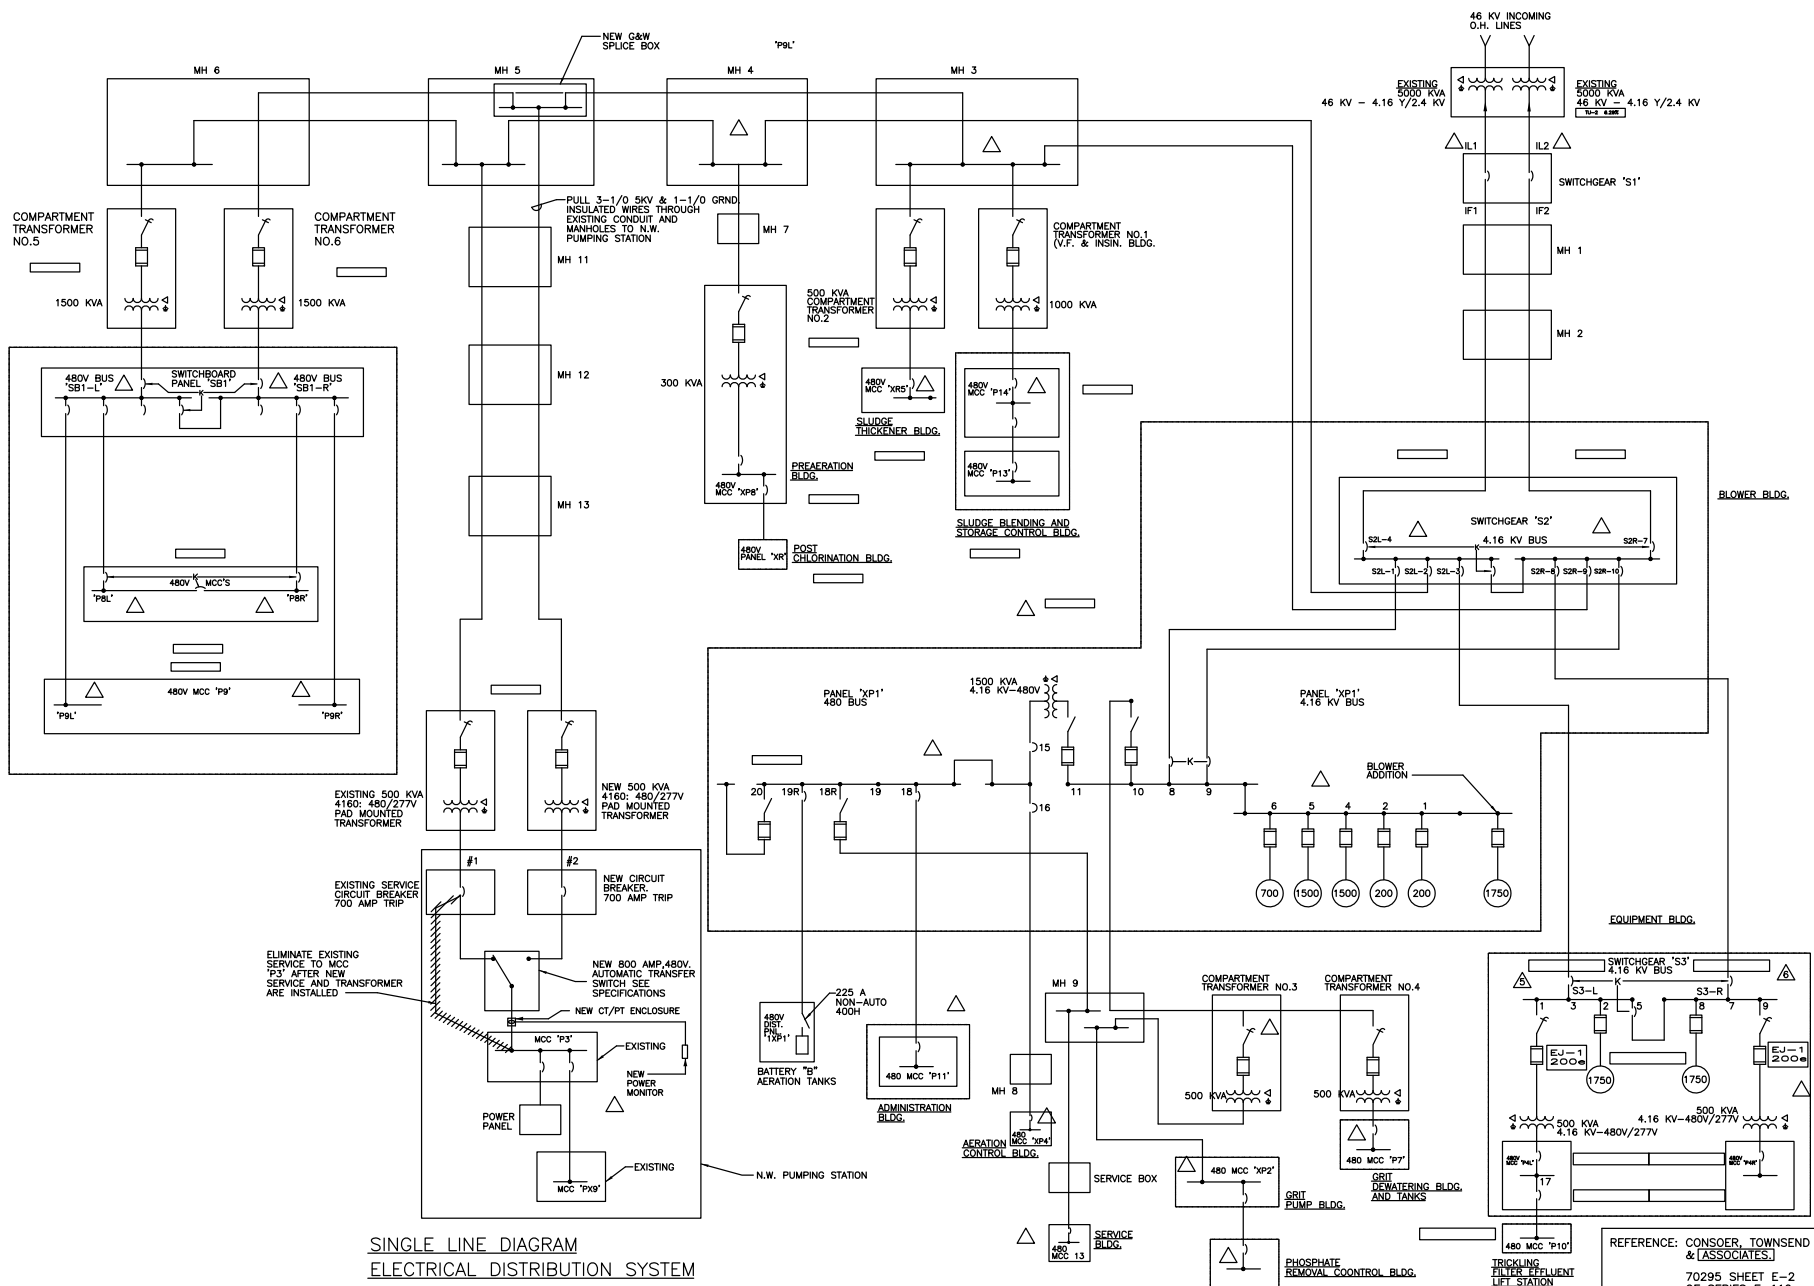 46 KV INCOMING
O.H. LINES
NEW G&W
SPLICE BOX
'P9L'
MH 6
MH 5
MH 4
MH 3
EXISTING
5000 KVA
46 KV - 4.16 Y/2.4 KV
EXISTING
5000 KVA
46 KV - 4.16 Y/2.4 KV
IL1
IL2
SWITCHGEAR 'S1'
IF1
IF2
MH 1
MH 2
COMPARTMENT
TRANSFORMER
NO.5
COMPARTMENT
TRANSFORMER
NO.6
1500 KVA
1500 KVA
PULL 3-1/0 5KV & 1-1/0 GRND.
INSULATED WIRES THROUGH
EXISTING CONDUIT AND
MANHOLES TO N.W.
PUMPING STATION
MH 11
MH 12
MH 13
MH 7
300 KVA
480V
MCC 'XP8'
PREAERATION
BLDG.
480V
PANEL 'XR'
POST
CHLORINATION BLDG.
500 KVA
COMPARTMENT
TRANSFORMER
NO.2
480V
MCC 'XR5'
SLUDGE
THICKENER BLDG.
COMPARTMENT
TRANSFORMER NO.1
(V.F. & INSIN. BLDG.
1000 KVA
480V
MCC 'P14'
480V
MCC 'P13'
SLUDGE BLENDING AND
STORAGE CONTROL BLDG.
480V BUS
'SB1-L'
SWITCHBOARD
PANEL 'SB1'
480V BUS
'SB1-R'
K
K
480V MCC'S
'P8L'
'P8R'
480V MCC 'P9'
'P9L'
'P9R'
BLOWER BLDG.
SWITCHGEAR 'S2'
4.16 KV BUS
S2L-4
S2R-7
K
K
S2L-1
S2L-2
S2L-3
S2R-8
S2R-9
S2R-10
PANEL 'XP1'
480 BUS
1500 KVA
4.16 KV-480V
PANEL 'XP1'
4.16 KV BUS
15
16
20
19R
18R
19
18
11
10
8
9
K
BLOWER
ADDITION
6
5
4
2
1
700
1500
1500
200
200
1750
EXISTING 500 KVA
4160: 480/277V
PAD MOUNTED
TRANSFORMER
NEW 500 KVA
4160: 480/277V
PAD MOUNTED
TRANSFORMER
#1
#2
EXISTING SERVICE
CIRCUIT BREAKER
700 AMP TRIP
NEW CIRCUIT
BREAKER.
700 AMP TRIP
ELIMINATE EXISTING
SERVICE TO MCC
'P3' AFTER NEW
SERVICE AND TRANSFORMER
ARE INSTALLED
NEW 800 AMP,480V.
AUTOMATIC TRANSFER
SWITCH SEE
SPECIFICATIONS
NEW CT/PT ENCLOSURE
MCC 'P3'
EXISTING
NEW
POWER
MONITOR
POWER
PANEL
MCC 'PX9'
EXISTING
N.W. PUMPING STATION
225 A
NON-AUTO
400H
480V
DIST.
PNL
'1XP1'
BATTERY "B"
AERATION TANKS
480 MCC 'P11'
ADMINISTRATION
BLDG.
MH 8
480
MCC 'XP4'
AERATION
CONTROL BLDG.
MH 9
SERVICE BOX
480
MCC 13
SERVICE
BLDG.
COMPARTMENT
TRANSFORMER NO.3
500 KVA
COMPARTMENT
TRANSFORMER NO.4
500 KVA
480 MCC 'XP2'
GRIT
PUMP BLDG.
480 MCC 'P7'
GRIT
DEWATERING BLDG.
AND TANKS
PHOSPHATE
REMOVAL COONTROL BLDG.
EQUIPMENT BLDG.
SWITCHGEAR 'S3'
4.16 KV BUS
5
6
S3-L
K
S3-R
1
3
2
5
8
7
9
EJ-1
200e
EJ-1
200e
1750
1750
500 KVA
4.16 KV-480V/277V
500 KVA
4.16 KV-480V/277V
480V
MCC 'P4L'
480V
MCC 'P4R'
17
480 MCC 'P10'
TRICKLING
FILTER EFFLUENT
LIFT STATION
SINGLE LINE DIAGRAM
ELECTRICAL DISTRIBUTION SYSTEM
REFERENCE: CONSOER, TOWNSEND
& ASSOCIATES.
70295 SHEET E-2